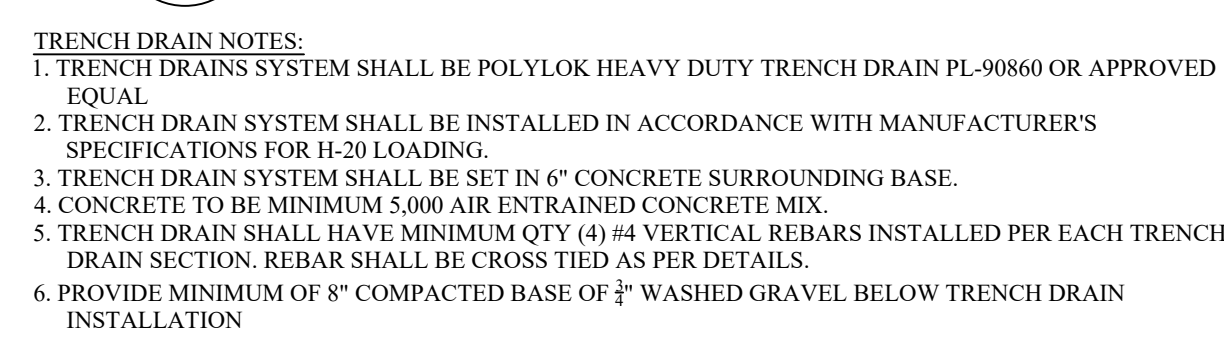 TRENCH DRAIN NOTES:
1. TRENCH DRAINS SYSTEM SHALL BE POLYLOK HEAVY DUTY TRENCH DRAIN PL-90860 OR APPROVED
EQUAL
2. TRENCH DRAIN SYSTEM SHALL BE INSTALLED IN ACCORDANCE WITH MANUFACTURER'S
SPECIFICATIONS FOR H-20 LOADING.
3. TRENCH DRAIN SYSTEM SHALL BE SET IN 6" CONCRETE SURROUNDING BASE.
4. CONCRETE TO BE MINIMUM 5,000 AIR ENTRAINED CONCRETE MIX.
5. TRENCH DRAIN SHALL HAVE MINIMUM QTY (4) #4 VERTICAL REBARS INSTALLED PER EACH TRENCH
DRAIN SECTION. REBAR SHALL BE CROSS TIED AS PER DETAILS.
6. PROVIDE MINIMUM OF 8" COMPACTED BASE OF 3/4" WASHED GRAVEL BELOW TRENCH DRAIN
INSTALLATION